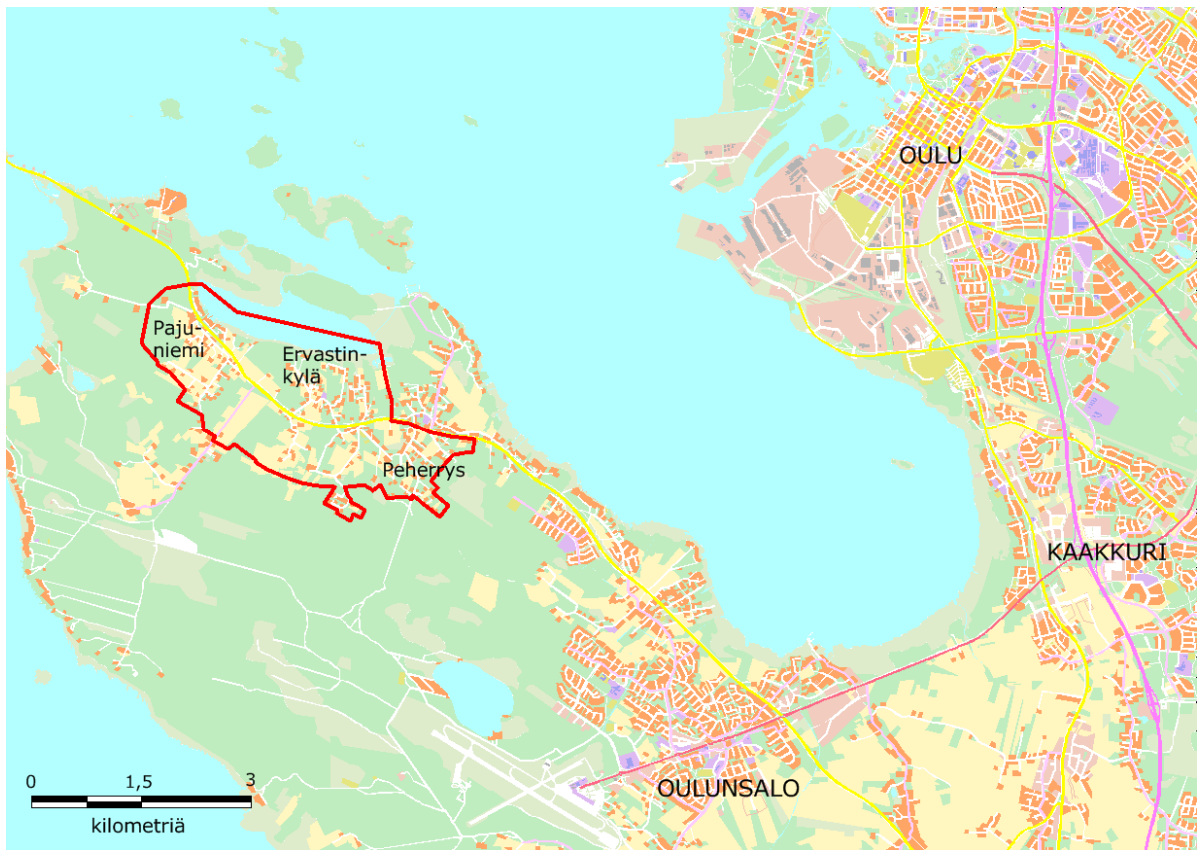 OULU
Paju-
niemi
Ervastin-
kylä
Peherrys
KAAKKURI
OULUNSALO
0 1,5 3
kilometriä